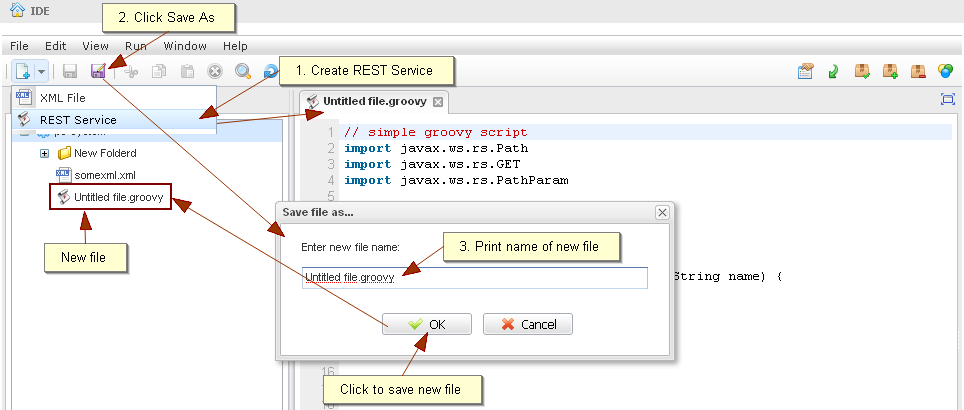 IDE
2. Click Save As
File Edit View Run Window Help
1. Create REST Service
XML File
REST Service
Untitled file.groovy
New Folderd
somexml.xml
Untitled file.groovy
New file
1 // simple groovy script
2 import javax.ws.rs.Path
3 import javax.ws.rs.GET
4 import javax.ws.rs.PathParam
5
Save file as...
Enter new file name:
3. Print name of new file
Untitled file.groovy
String name) {
OK Cancel
16
Click to save new file